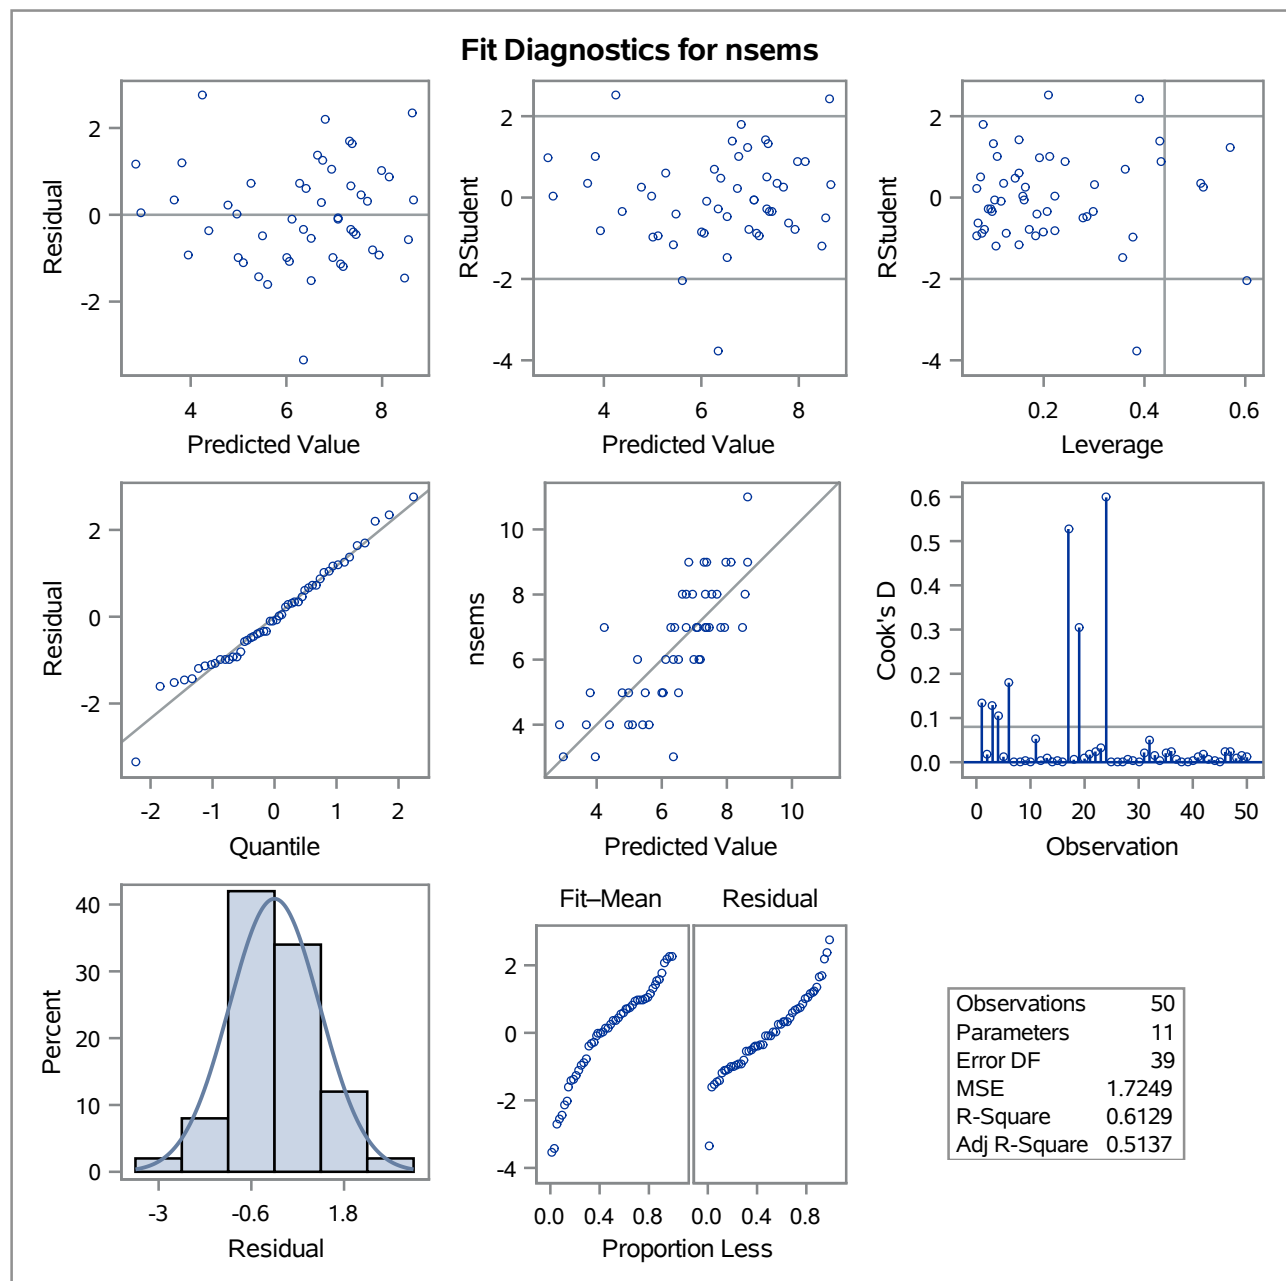 Fit Diagnostics for nsems
Residual
2
0
-2
4 6 8
Predicted Value
RStudent
2
0
-2
-4
4 6 8
Predicted Value
RStudent
2
0
-2
-4
0.2 0.4 0.6
Leverage
Residual
2
0
-2
-2 -1 0 1 2
Quantile
nsems
10
8
6
4
4 6 8 10
Predicted Value
Cook's D
0.6
0.5
0.4
0.3
0.2
0.1
0.0
0 10 20 30 40 50
Observation
Percent
40
30
20
10
0
-3 -0.6 1.8
Residual
Fit–Mean Residual
2
0
-2
-4
0.0 0.4 0.8 0.0 0.4 0.8
Proportion Less
Observations 50
Parameters 11
Error DF 39
MSE 1.7249
R-Square 0.6129
Adj R-Square 0.5137